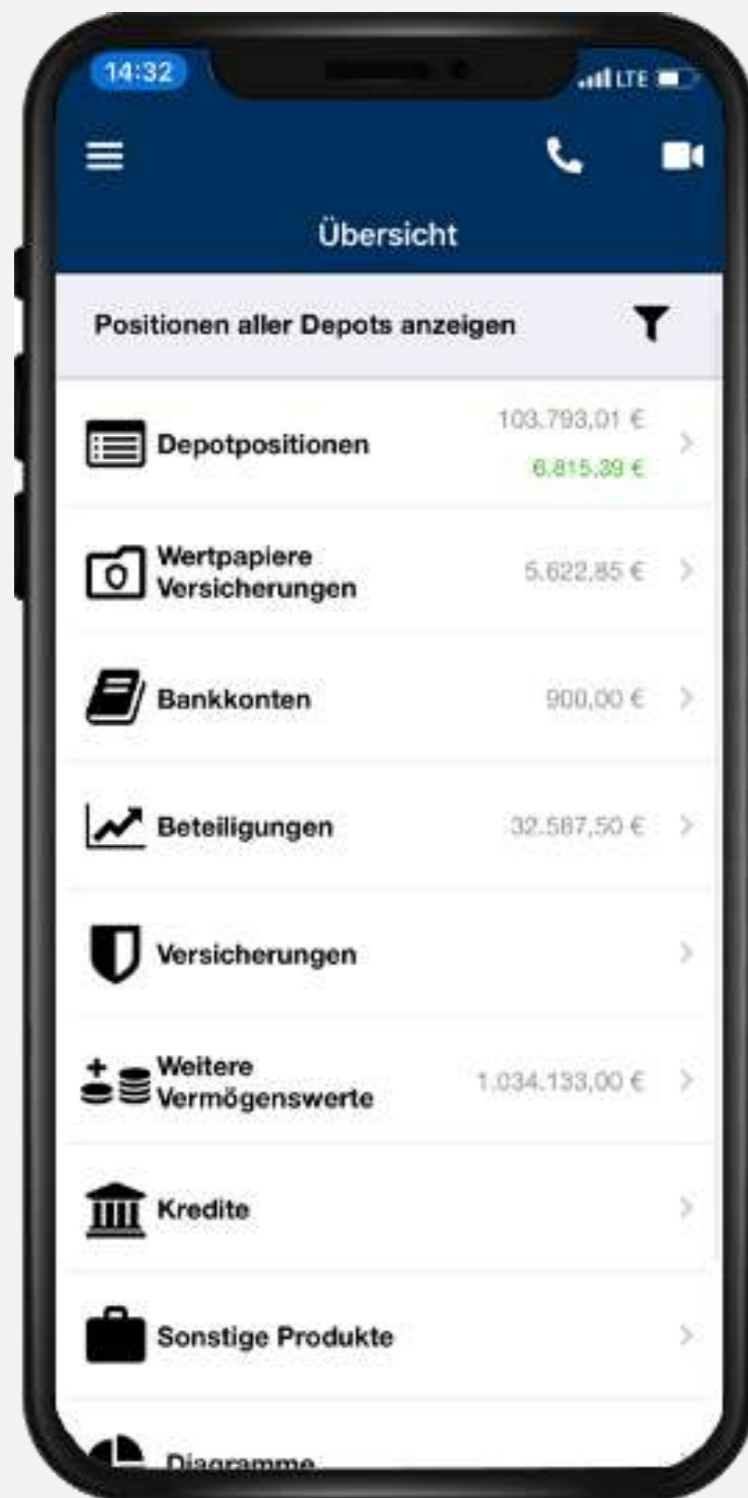 14:32
LTE
Übersicht
Positionen aller Depots anzeigen
Depotpositionen
103.793,01 €
6.815,39 €
Wertpapiere
Versicherungen
5.622,85 €
Bankkonten
900,00 €
Beteiligungen
32.587,50 €
Versicherungen
Weitere
Vermögenswerte
1.034.133,00 €
Kredite
Sonstige Produkte
Diagramme